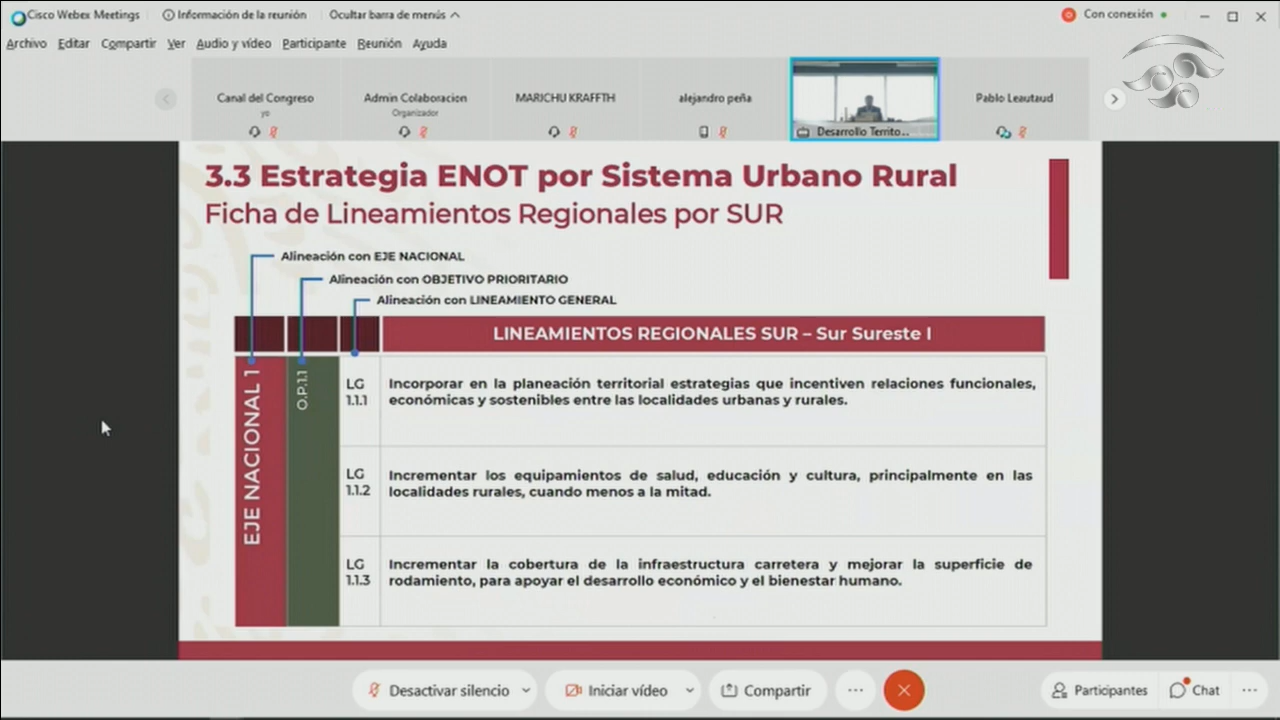 Cisco Webex Meetings
Información de la reunión
Ocultar barra de menús
Con conexión
Archivo Editar Compartir Ver Audio y vídeo Participante Reunión Ayuda
Canal del Congreso
yo
Admin Colaboracion
Organizador
MARICHU KRAFFTH
alejandro peña
Desarrollo Territo...
Pablo Leautaud
3.3 Estrategia ENOT por Sistema Urbano Rural
Ficha de Lineamientos Regionales por SUR
Alineación con EJE NACIONAL
Alineación con OBJETIVO PRIORITARIO
Alineación con LINEAMIENTO GENERAL
LINEAMIENTOS REGIONALES SUR – Sur Sureste I
EJE NACIONAL 1
O.P.1.1
LG
1.1.1
Incorporar en la planeación territorial estrategias que incentiven relaciones funcionales,
económicas y sostenibles entre las localidades urbanas y rurales.
LG
1.1.2
Incrementar los equipamientos de salud, educación y cultura, principalmente en las
localidades rurales, cuando menos a la mitad.
LG
1.1.3
Incrementar la cobertura de la infraestructura carretera y mejorar la superficie de
rodamiento, para apoyar el desarrollo económico y el bienestar humano.
Desactivar silencio
Iniciar vídeo
Compartir
Participantes
Chat